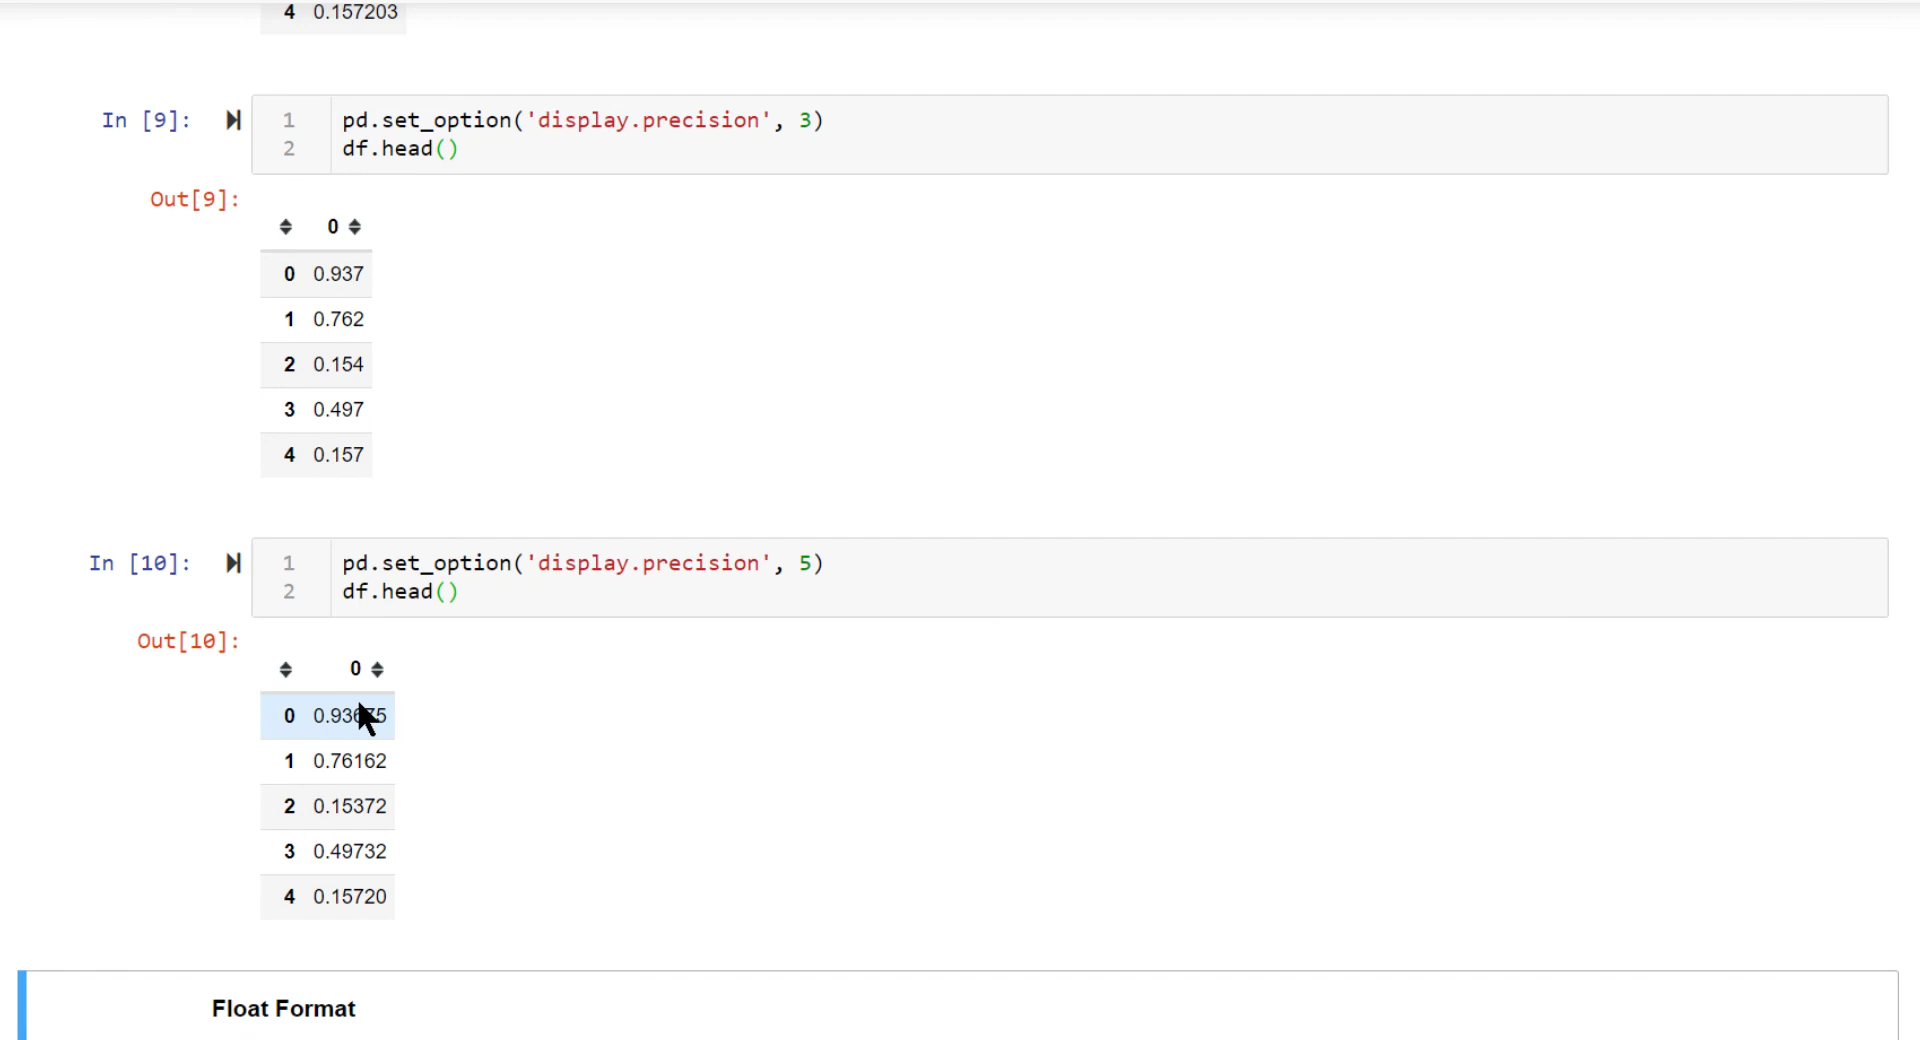 4 0.157203
In [9]:
1 pd.set_option('display.precision', 3)
2 df.head()
Out[9]:
0
0 0.937
1 0.762
2 0.154
3 0.497
4 0.157
In [10]:
1 pd.set_option('display.precision', 5)
2 df.head()
Out[10]:
0
0
1 0.76162
2 0.15372
3 0.49732
4 0.15720
Float Format